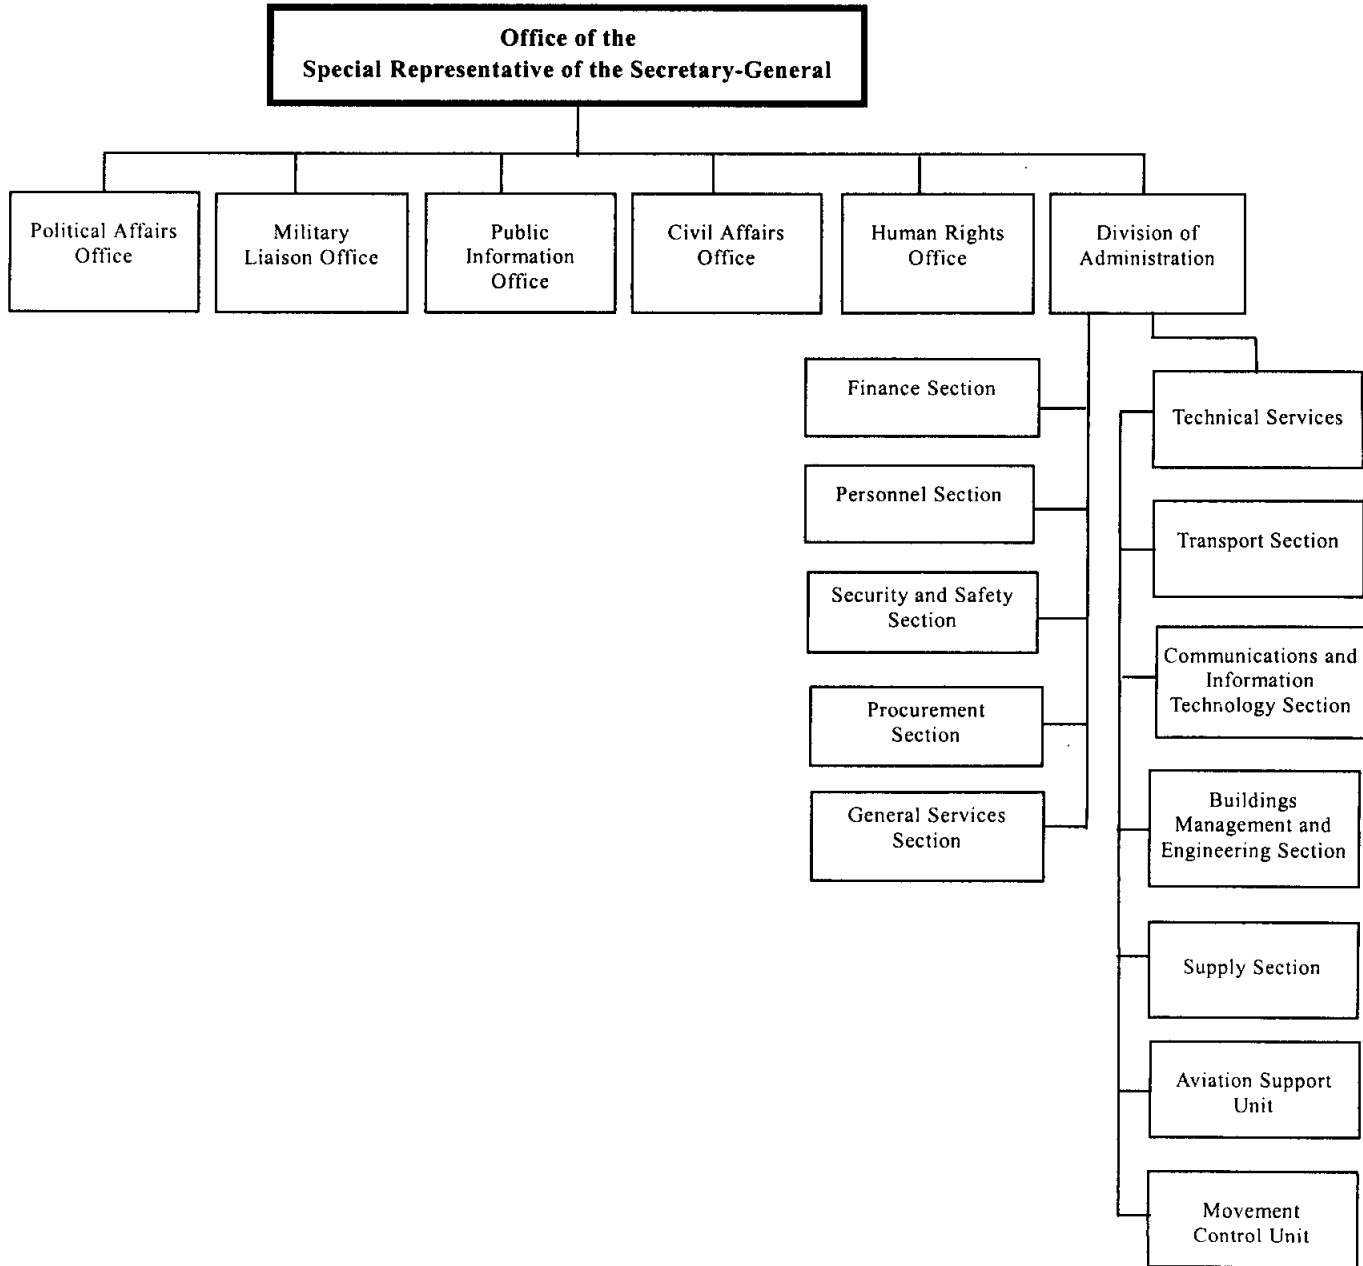 Office of the
Special Representative of the Secretary-General
Political Affairs
Office
Military
Liaison Office
Public
Information
Office
Civil Affairs
Office
Human Rights
Office
Division of
Administration
Finance Section
Personnel Section
Security and Safety
Section
Procurement
Section
General Services
Section
Technical Services
Transport Section
Communications and
Information
Technology Section
Buildings
Management and
Engineering Section
Supply Section
Aviation Support
Unit
Movement
Control Unit